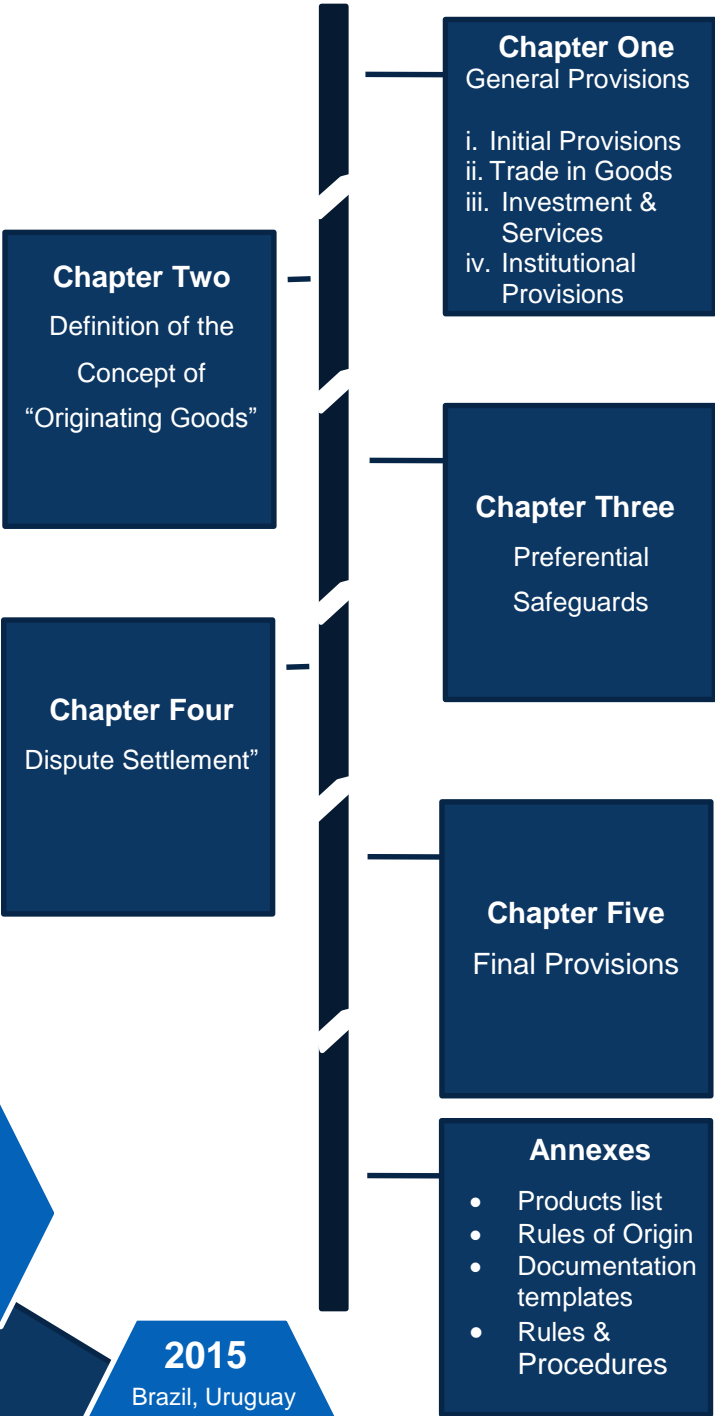 Chapter One
General Provisions
i. Initial Provisions
ii. Trade in Goods
iii. Investment &
Services
iv. Institutional
Provisions
Chapter Two
Definition of the
Concept of
“Originating Goods”
Chapter Three
Preferential
Safeguards
Chapter Four
Dispute Settlement”
Chapter Five
Final Provisions
Annexes
• Products list
• Rules of Origin
• Documentation
templates
• Rules &
Procedures
2015
Brazil, Uruguay